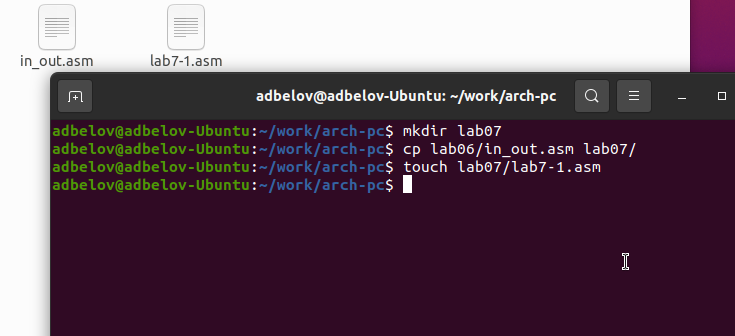 in_out.asm lab7-1.asm
adbelov@adbelov-Ubuntu: ~/work/arch-pc
adbelov@adbelov-Ubuntu:~/work/arch-pc$ mkdir lab07
adbelov@adbelov-Ubuntu:~/work/arch-pc$ cp lab06/in_out.asm lab07/
adbelov@adbelov-Ubuntu:~/work/arch-pc$ touch lab07/lab7-1.asm
adbelov@adbelov-Ubuntu:~/work/arch-pc$